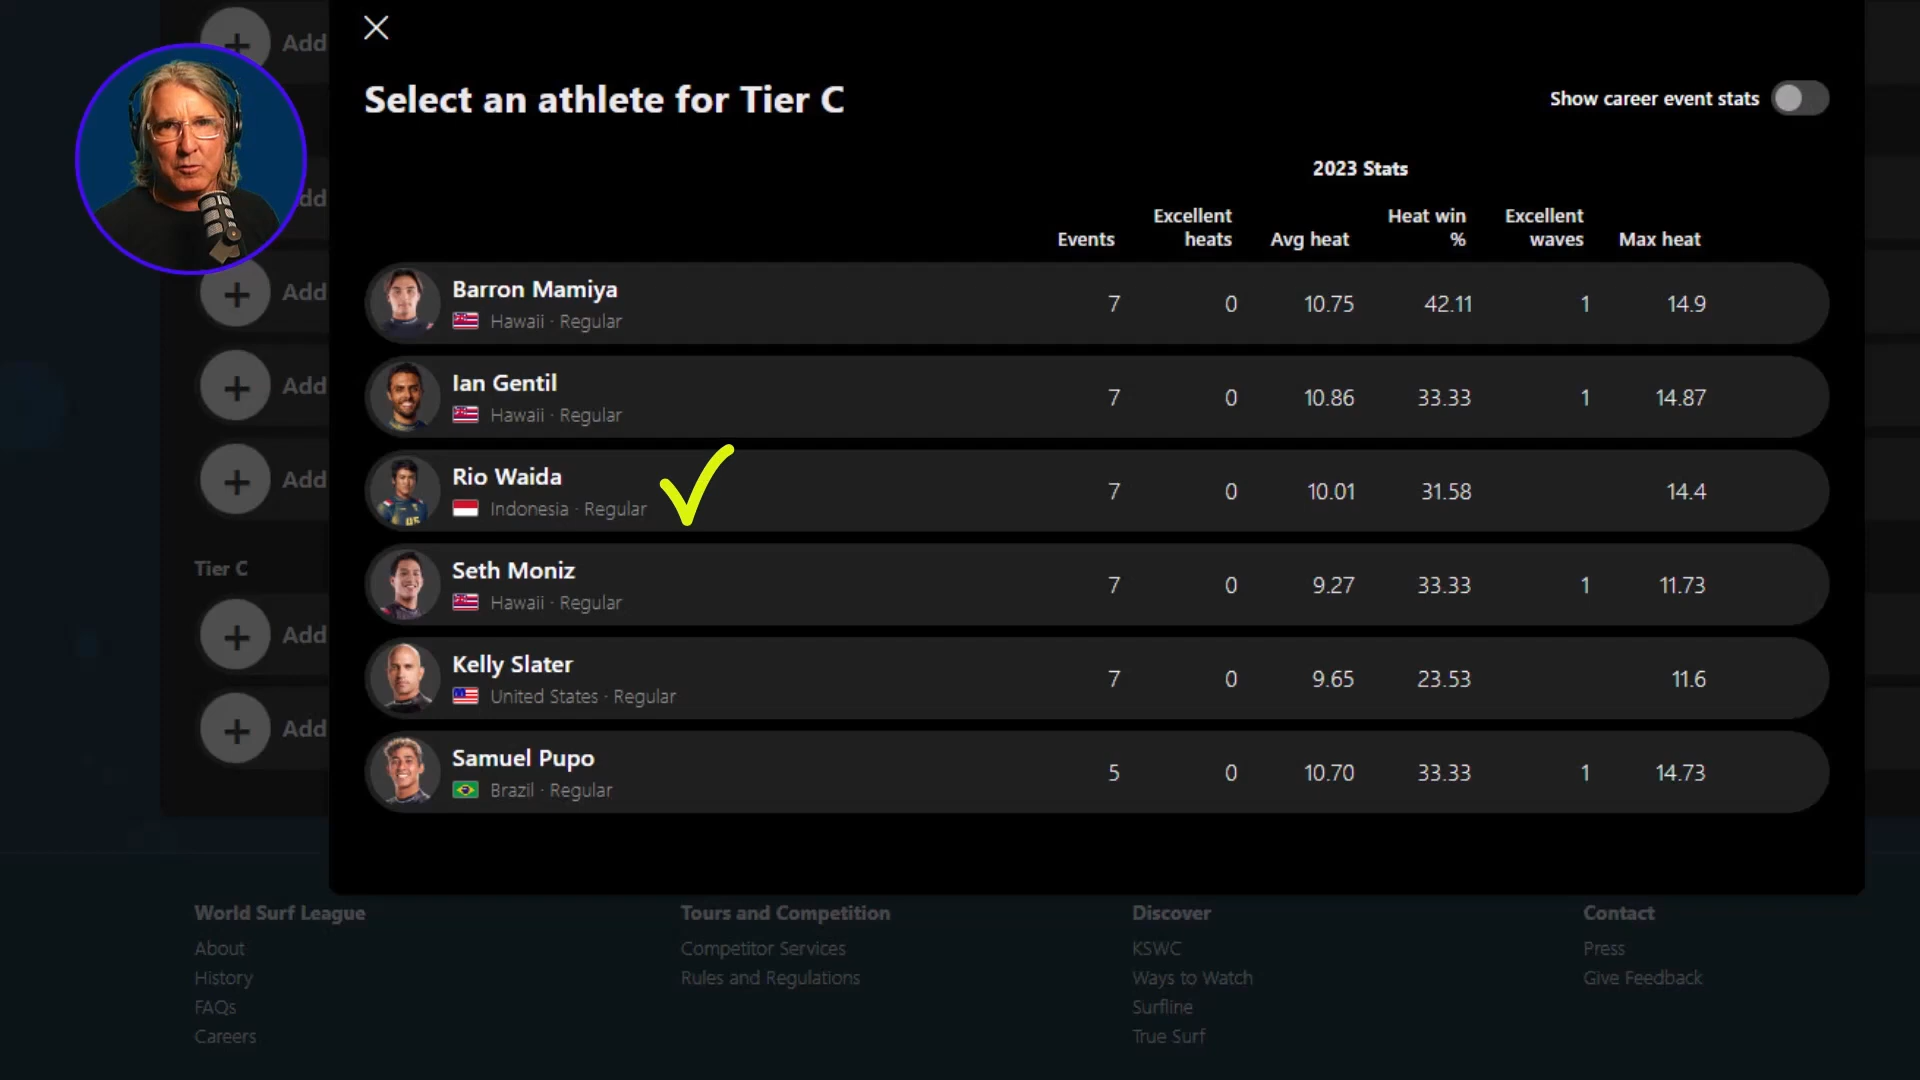 Add
Select an athlete for Tier C
Show career event stats
dd
2023 Stats
Events
Excellent heats
Avg heat
Heat win %
Excellent waves
Max heat
Add
Barron Mamiya
Hawaii · Regular
7 0 10.75 42.11 1 14.9
Add
Ian Gentil
Hawaii · Regular
7 0 10.86 33.33 1 14.87
Add
Rio Waida
Indonesia · Regular
7 0 10.01 31.58 14.4
Tier C
Seth Moniz
Hawaii · Regular
7 0 9.27 33.33 1 11.73
Add
Kelly Slater
United States · Regular
7 0 9.65 23.53 11.6
Add
Samuel Pupo
Brazil · Regular
5 0 10.70 33.33 1 14.73
World Surf League
About
History
FAQs
Careers
Tours and Competition
Competitor Services
Rules and Regulations
Discover
KSWC
Ways to Watch
Surfline
True Surf
Contact
Press
Give Feedback